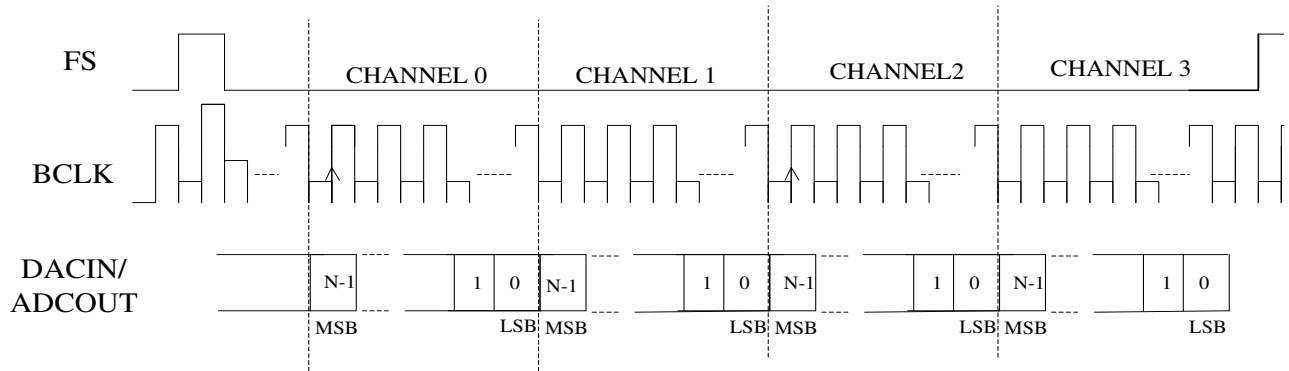 FS
CHANNEL 0 CHANNEL 1 CHANNEL2 CHANNEL 3
BCLK
DACIN/
ADCOUT
N-1 1 0 N-1 1 0 N-1 1 0 N-1 1 0
MSB LSB MSB LSB MSB LSB MSB LSB